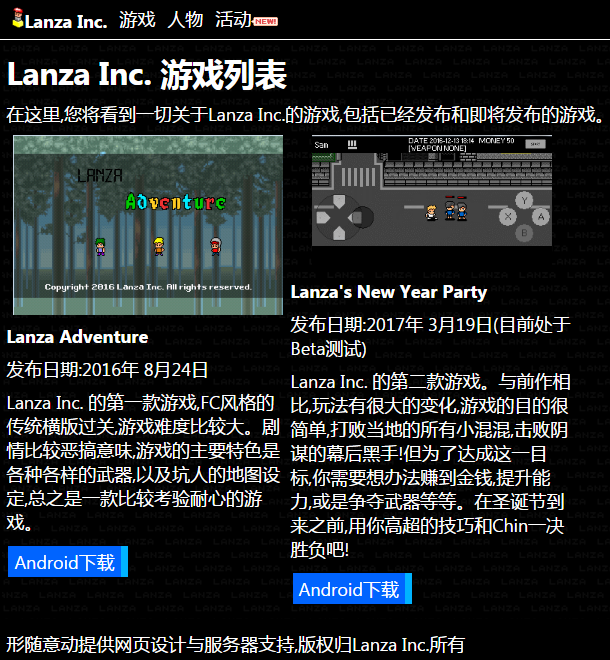 Lanza Inc. 游戏 人物 活动 NEW!
Lanza Inc. 游戏列表
在这里,您将看到一切关于Lanza Inc.的游戏,包括已经发布和即将发布的游戏。
LANZA
Adventure
Copyright 2016 Lanza Inc. All rights reserved.
Lanza Adventure
发布日期:2016年 8月24日
Lanza Inc. 的第一款游戏,FC风格的
传统横版过关,游戏难度比较大。剧
情比较恶搞意味,游戏的主要特色是
各种各样的武器,以及坑人的地图设
定,总之是一款比较考验耐心的游
戏。
Android下载
Sam
DATE 2016-12-13 18:14 MONEY 50
[WEAPON:NONE]
Y
X
A
B
Lanza's New Year Party
发布日期:2017年 3月19日(目前处于
Beta测试)
Lanza Inc. 的第二款游戏。与前作相
比,玩法有很大的变化,游戏的目的很
简单,打败当地的所有小混混,击败阴
谋的幕后黑手!但为了达成这一目
标,你需要想办法赚到金钱,提升能
力,或是争夺武器等等。在圣诞节到
来之前,用你高超的技巧和Chin一决
胜负吧!
Android下载
形随意动提供网页设计与服务器支持,版权归Lanza Inc.所有